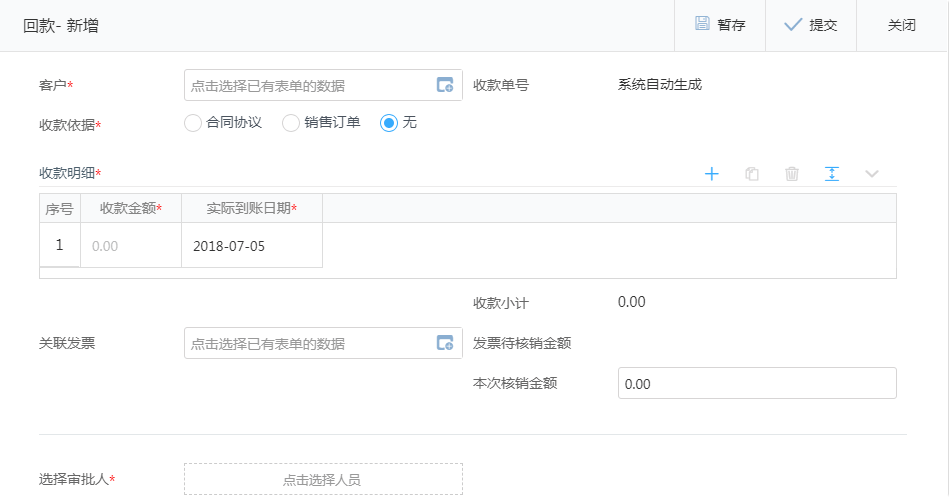 回款- 新增
暂存
提交
关闭
客户*
点击选择已有表单的数据
收款单号
系统自动生成
收款依据*
合同协议
销售订单
无
收款明细*
序号
收款金额*
实际到账日期*
1
0.00
2018-07-05
收款小计
0.00
关联发票
点击选择已有表单的数据
发票待核销金额
本次核销金额
0.00
选择审批人*
点击选择人员